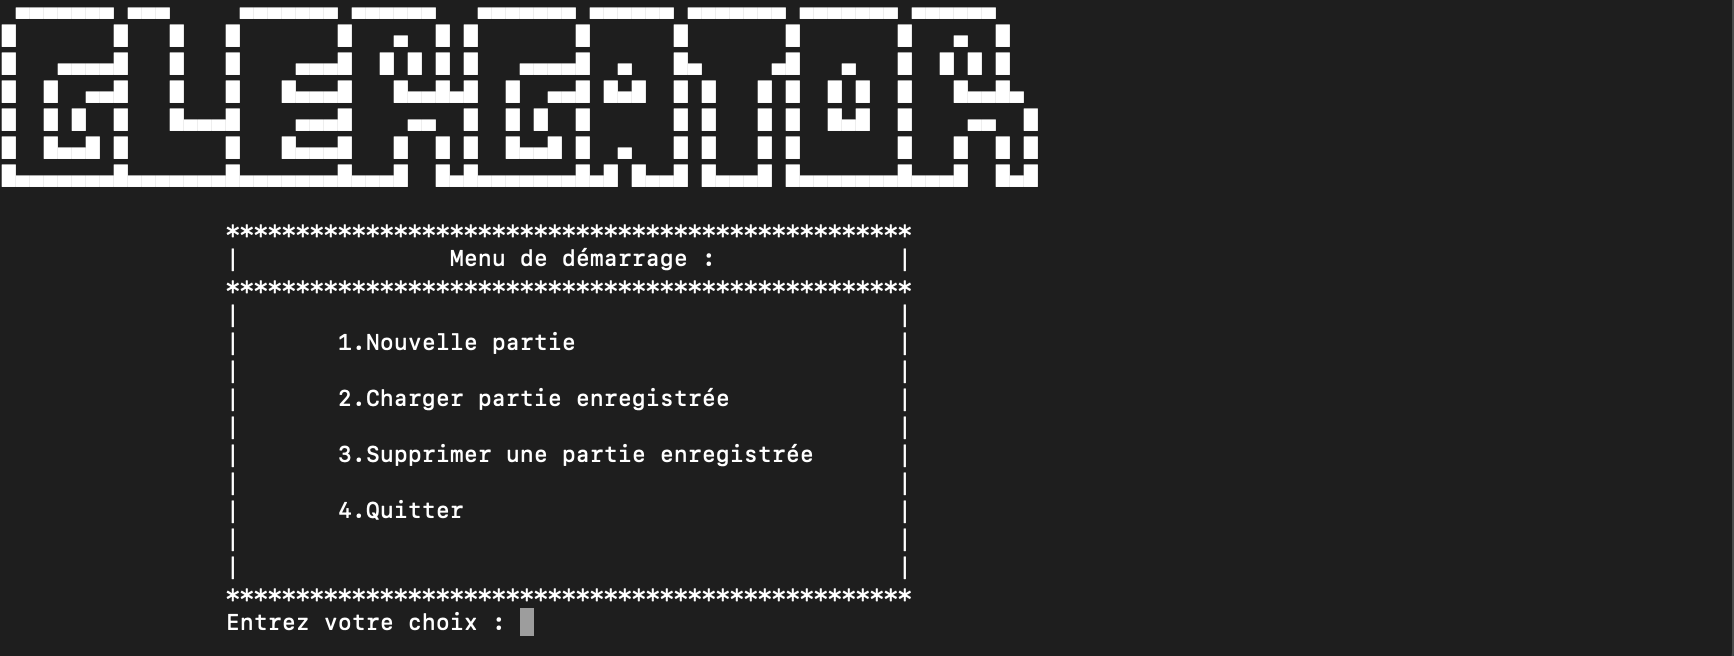 GLERGATOR
*************************************************
| Menu de démarrage : |
*************************************************
| |
| 1.Nouvelle partie |
| |
| 2.Charger partie enregistrée |
| |
| 3.Supprimer une partie enregistrée |
| |
| 4.Quitter |
| |
| |
*************************************************
Entrez votre choix :